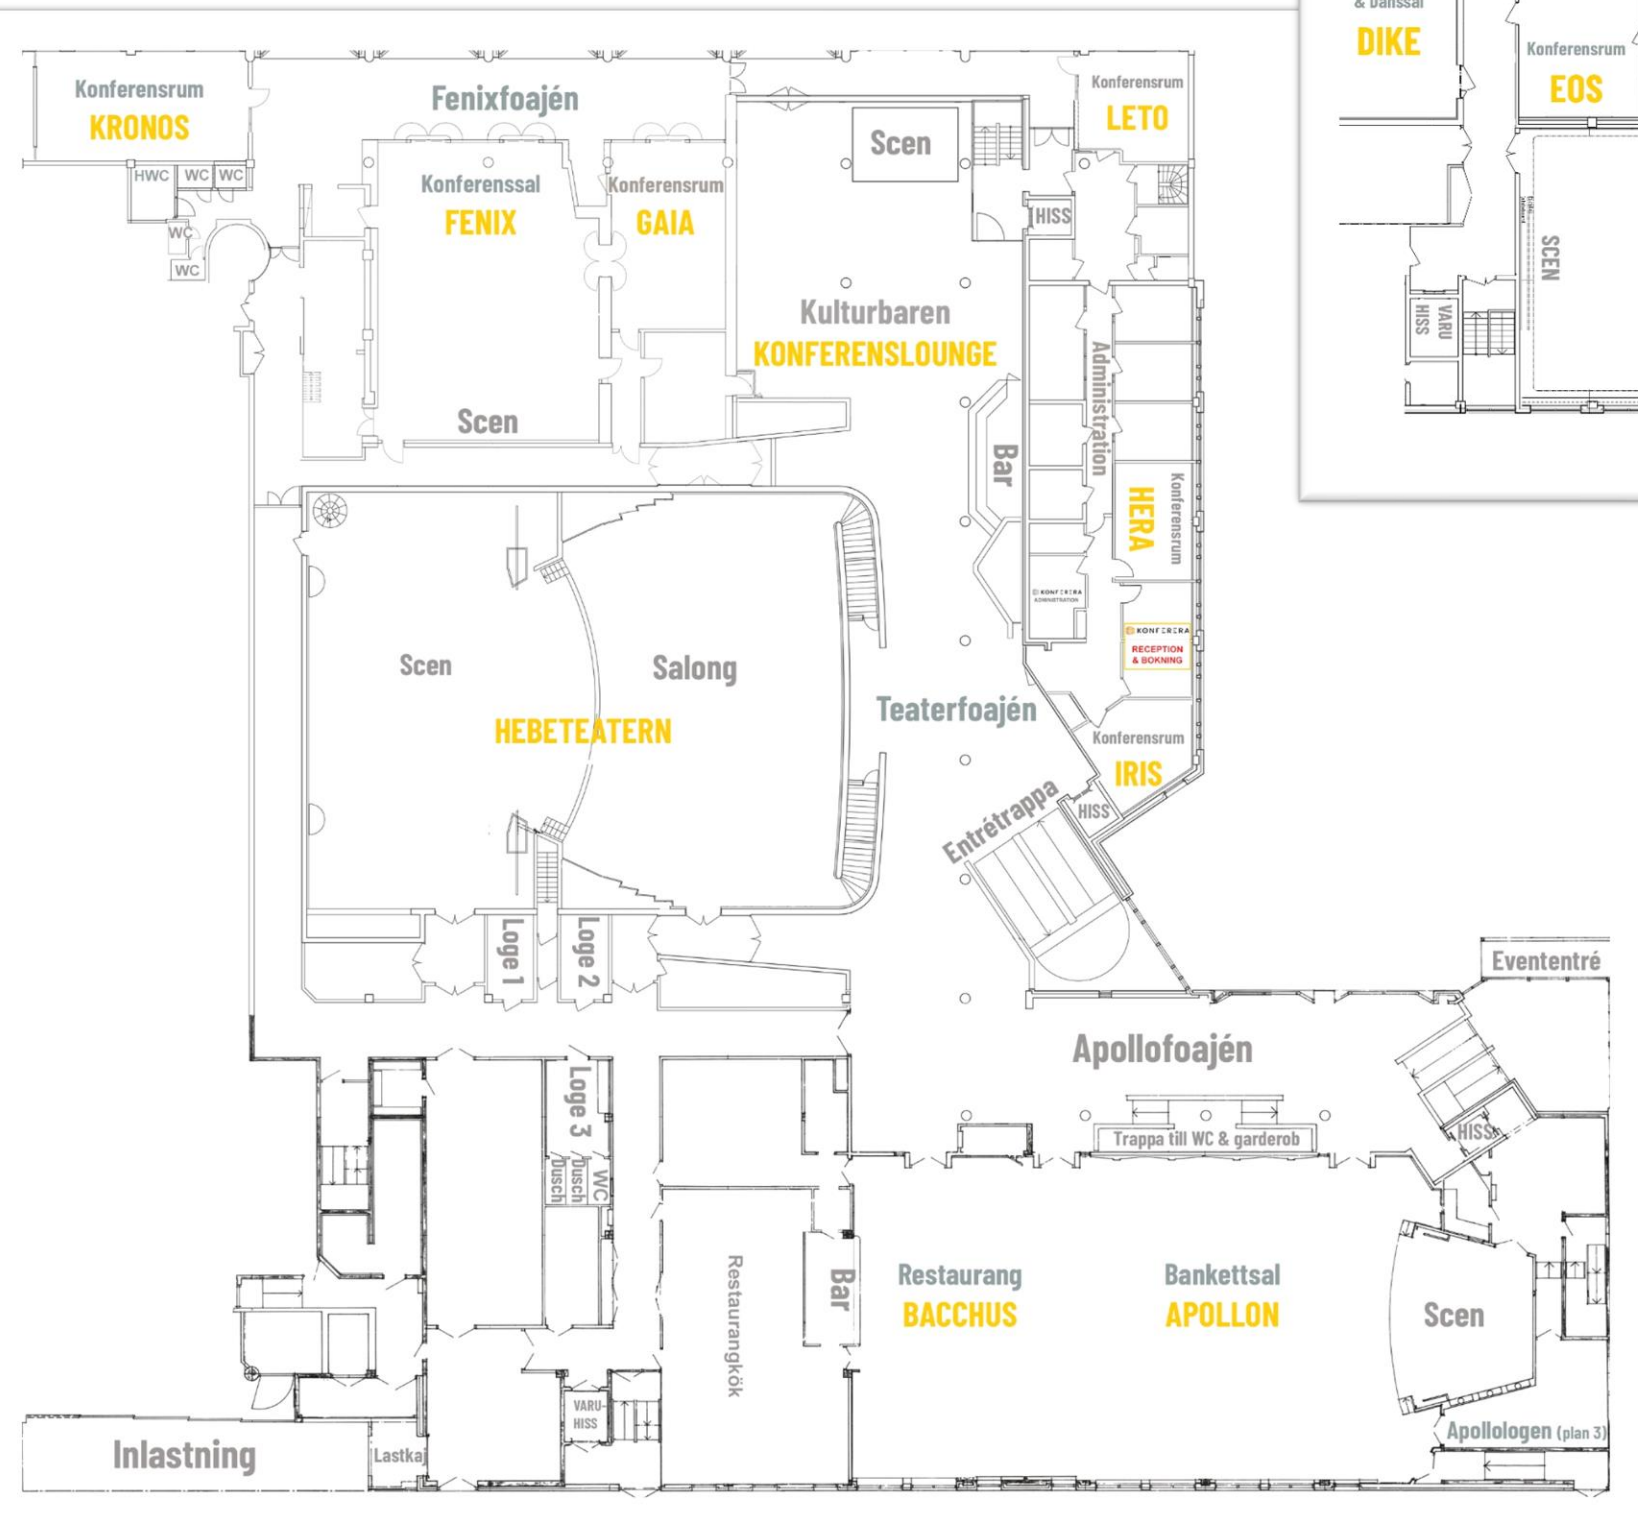 & Danssal
DIKE
Konferensrum
EOS
SCEN
VARU
HISS
Konferensrum
KRONOS
Fenixfoajén
Konferensrum
LETO
HWC
WC
WC
WC
WC
Konferenssal
FENIX
Konferensrum
GAIA
Scen
HISS
Kulturbaren
KONFERENSLOUNGE
Scen
Bar
Administration
Konferensrum
HERA
KONFERERA
ADMINISTRATION
KONFERERA
RECEPTION
& BOKNING
Scen
Salong
HEBETEATERN
Teaterfoajén
Konferensrum
IRIS
HISS
Entrétrappa
Loge 1
Loge 2
Evententré
Apollofoajén
Loge 3
Dusch
Dusch
WC
Trappa till WC & garderob
HISS
Restaurangkök
Bar
Restaurang
BACCHUS
Bankettsal
APOLLON
Scen
VARU-
HISS
Inlastning
Lastkaj
Apollologen (plan 3)